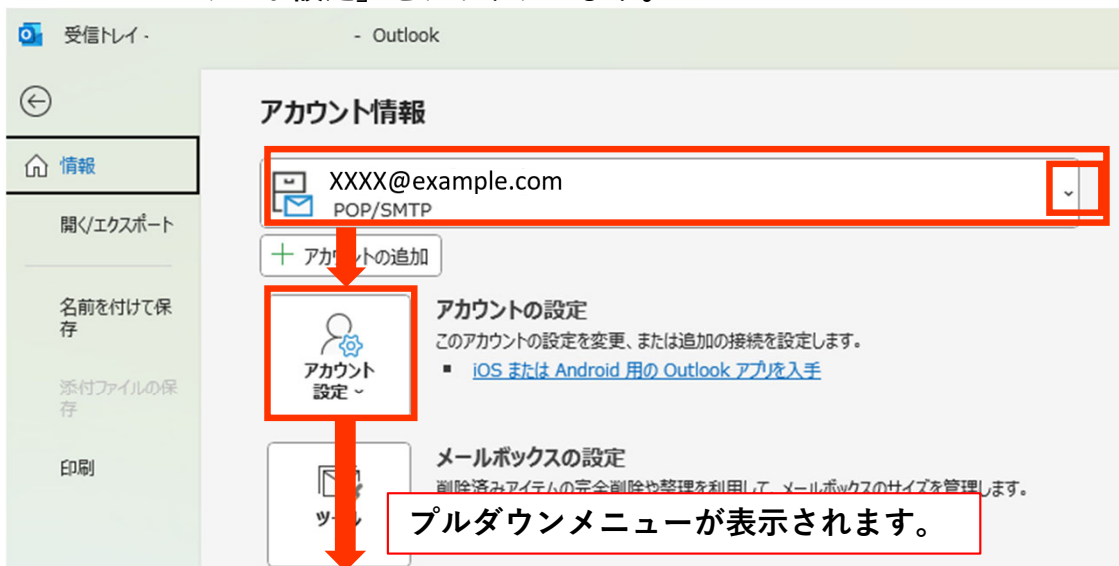 設定」
受信トレイ -
- Outlook
アカウント情報
情報
XXXX@example.com
POP/SMTP
開く/エクスポート
アカウントの追加
名前を付けて保
存
アカウントの設定
このアカウントの設定を変更、または追加の接続を設定します。
▪ iOS または Android 用の Outlook アプリを入手
アカウント
設定
添付ファイルの保
存
印刷
メールボックスの設定
削除済みアイテムの完全削除や整理を利用して、メールボックスのサイズを管理します。
ツール
プルダウンメニューが表示されます。